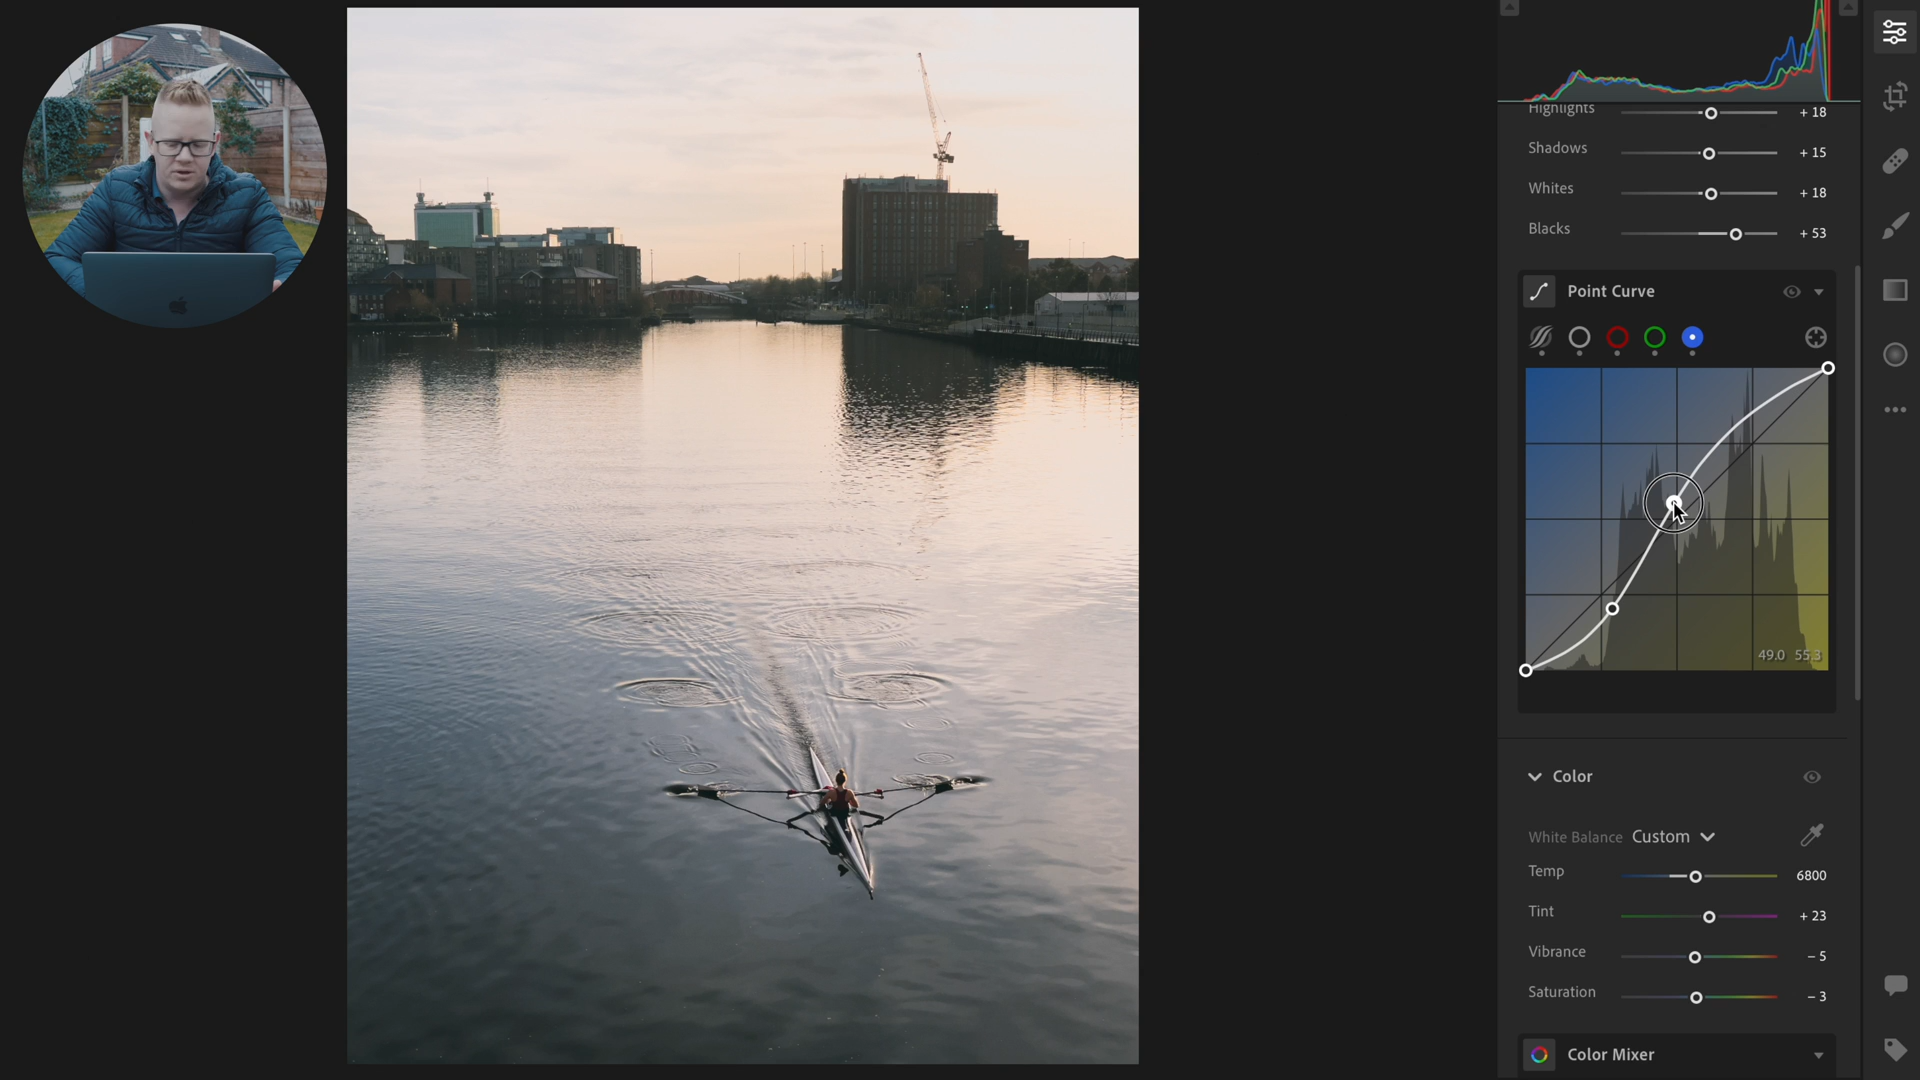 Highlights + 18
Shadows + 15
Whites + 18
Blacks + 53
Point Curve
49.0 55.3
Color
White Balance Custom
Temp 6800
Tint + 23
Vibrance – 5
Saturation – 3
Color Mixer